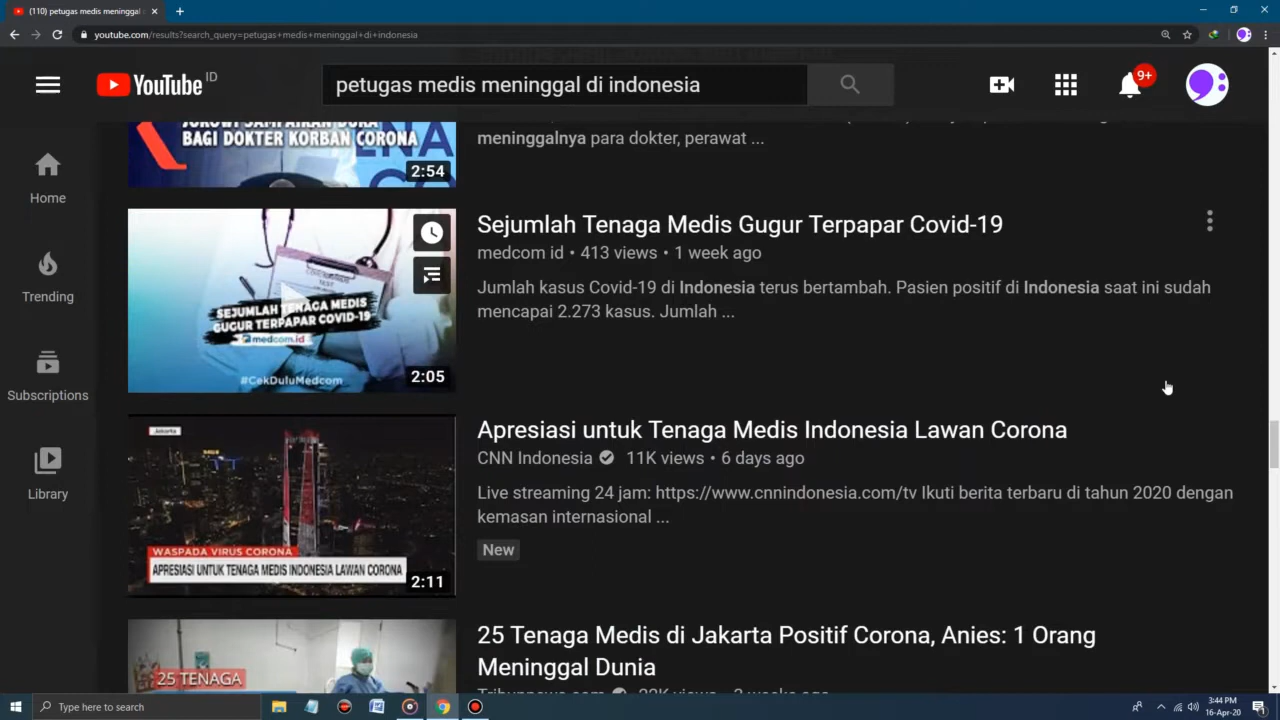 (110) petugas medis meninggal
youtube.com/results?search_query=petugas+medis+meninggal+di+indonesia
YouTube ID
petugas medis meninggal di indonesia
9+
Home
Trending
Subscriptions
Library
BAGI DOKTER KORBAN CORONA
2:54
meninggalnya para dokter, perawat ...
SEJUMLAH TENAGA MEDIS
GUGUR TERPAPAR COVID-19
medcom.id
#CekDuluMedcom
2:05
Sejumlah Tenaga Medis Gugur Terpapar Covid-19
medcom id • 413 views • 1 week ago
Jumlah kasus Covid-19 di Indonesia terus bertambah. Pasien positif di Indonesia saat ini sudah
mencapai 2.273 kasus. Jumlah ...
Jakarta
WASPADA VIRUS CORONA
APRESIASI UNTUK TENAGA MEDIS INDONESIA LAWAN CORONA
2:11
Apresiasi untuk Tenaga Medis Indonesia Lawan Corona
CNN Indonesia 11K views • 6 days ago
Live streaming 24 jam: https://www.cnnindonesia.com/tv Ikuti berita terbaru di tahun 2020 dengan
kemasan internasional ...
New
25 TENAGA
25 Tenaga Medis di Jakarta Positif Corona, Anies: 1 Orang
Meninggal Dunia
Type here to search
3:44 PM
16-Apr-20